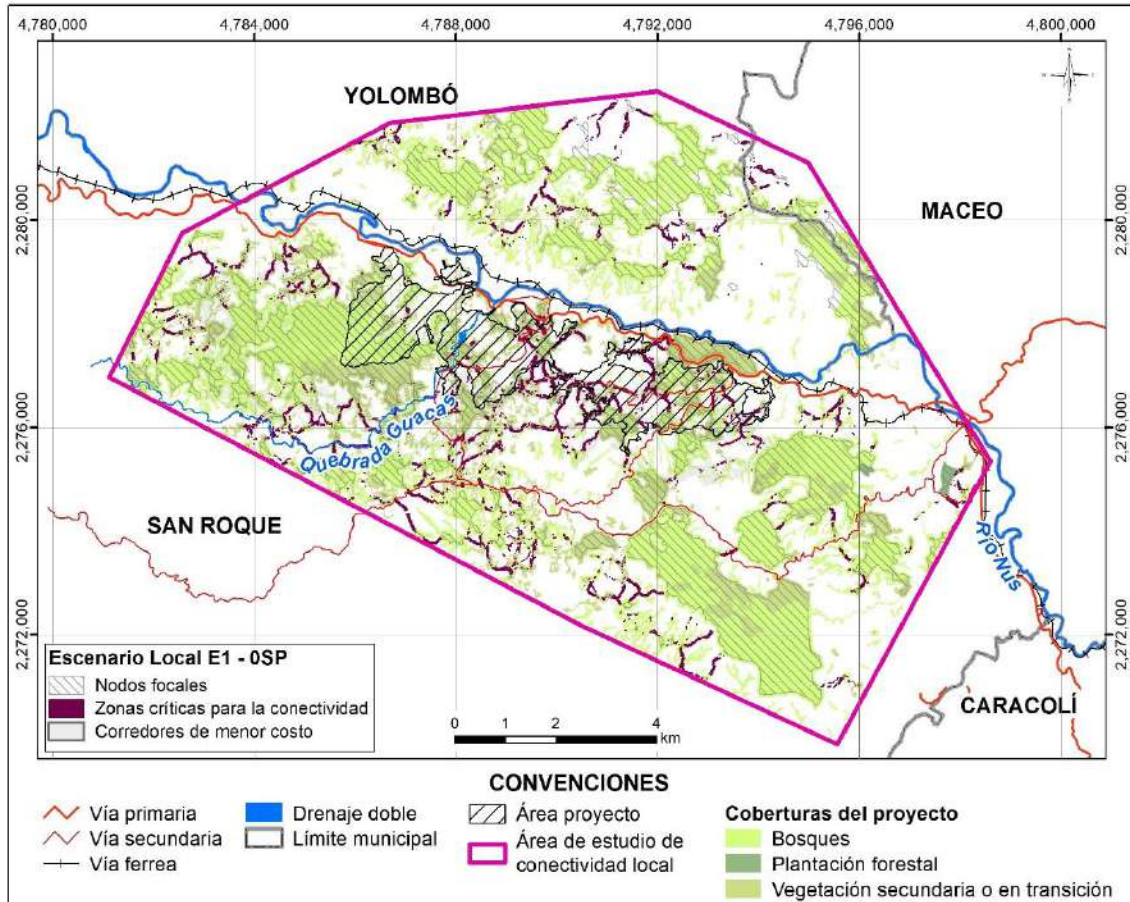 4,780,000 4,784,000 4,788,000 4,792,000 4,796,000 4,800,000
YOLOMBÓ
MACEO
2,280,000 2,280,000
2,276,000 2,276,000
Quebrada Guacas
SAN ROQUE
Río Nus
2,272,000 2,272,000
CARACOLÍ
Escenario Local E1 - 0SP
Nodos focales
Zonas críticas para la conectividad
Corredores de menor costo
0 1 2 4
km
CONVENCIONES
Vía primaria
Vía secundaria
Vía ferrea
Drenaje doble
Límite municipal
Área proyecto
Área de estudio de
conectividad local
Coberturas del proyecto
Bosques
Plantación forestal
Vegetación secundaria o en transición